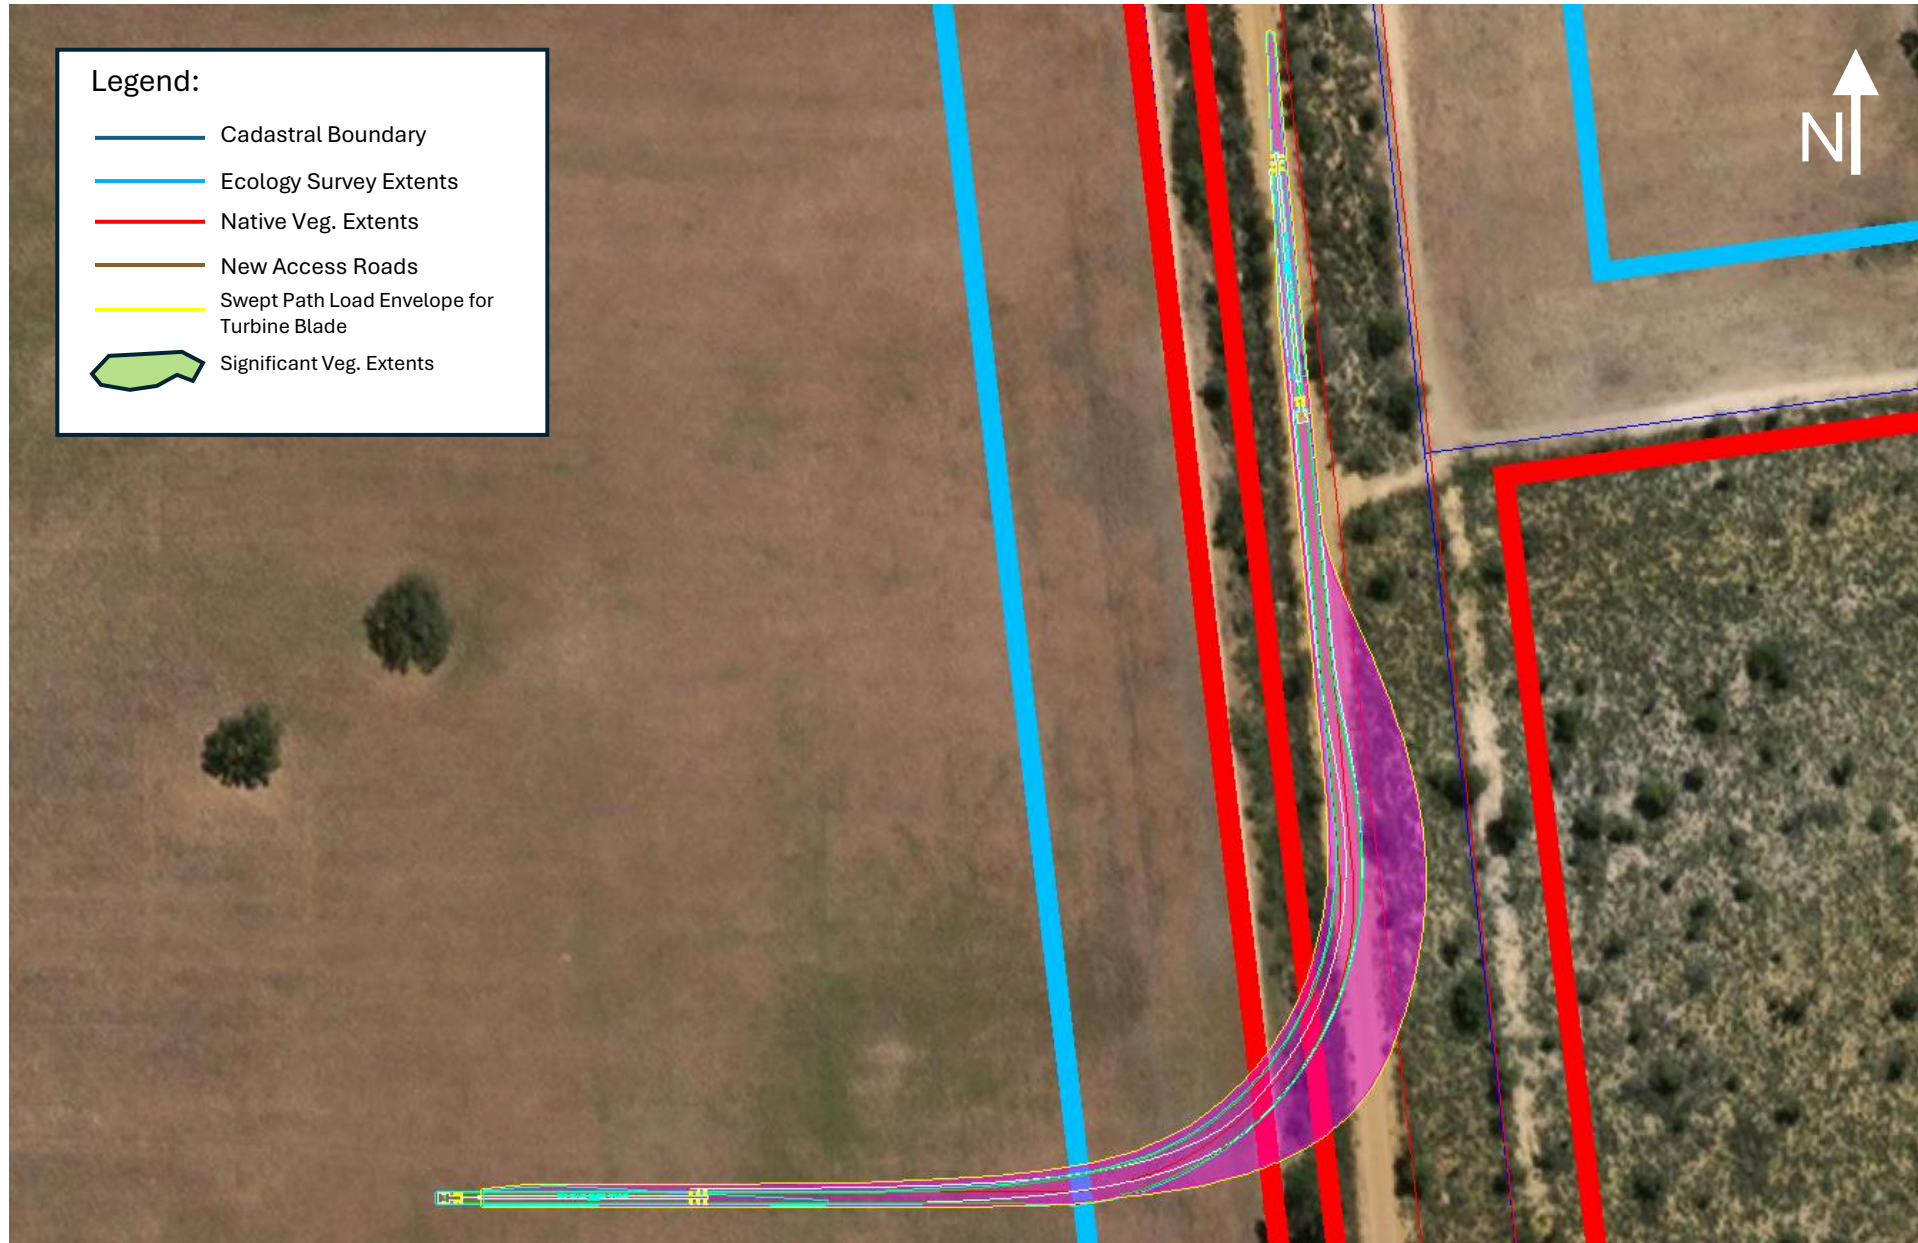 Legend:
Cadastral Boundary
Ecology Survey Extents
Native Veg. Extents
New Access Roads
Swept Path Load Envelope for
Turbine Blade
Significant Veg. Extents
N